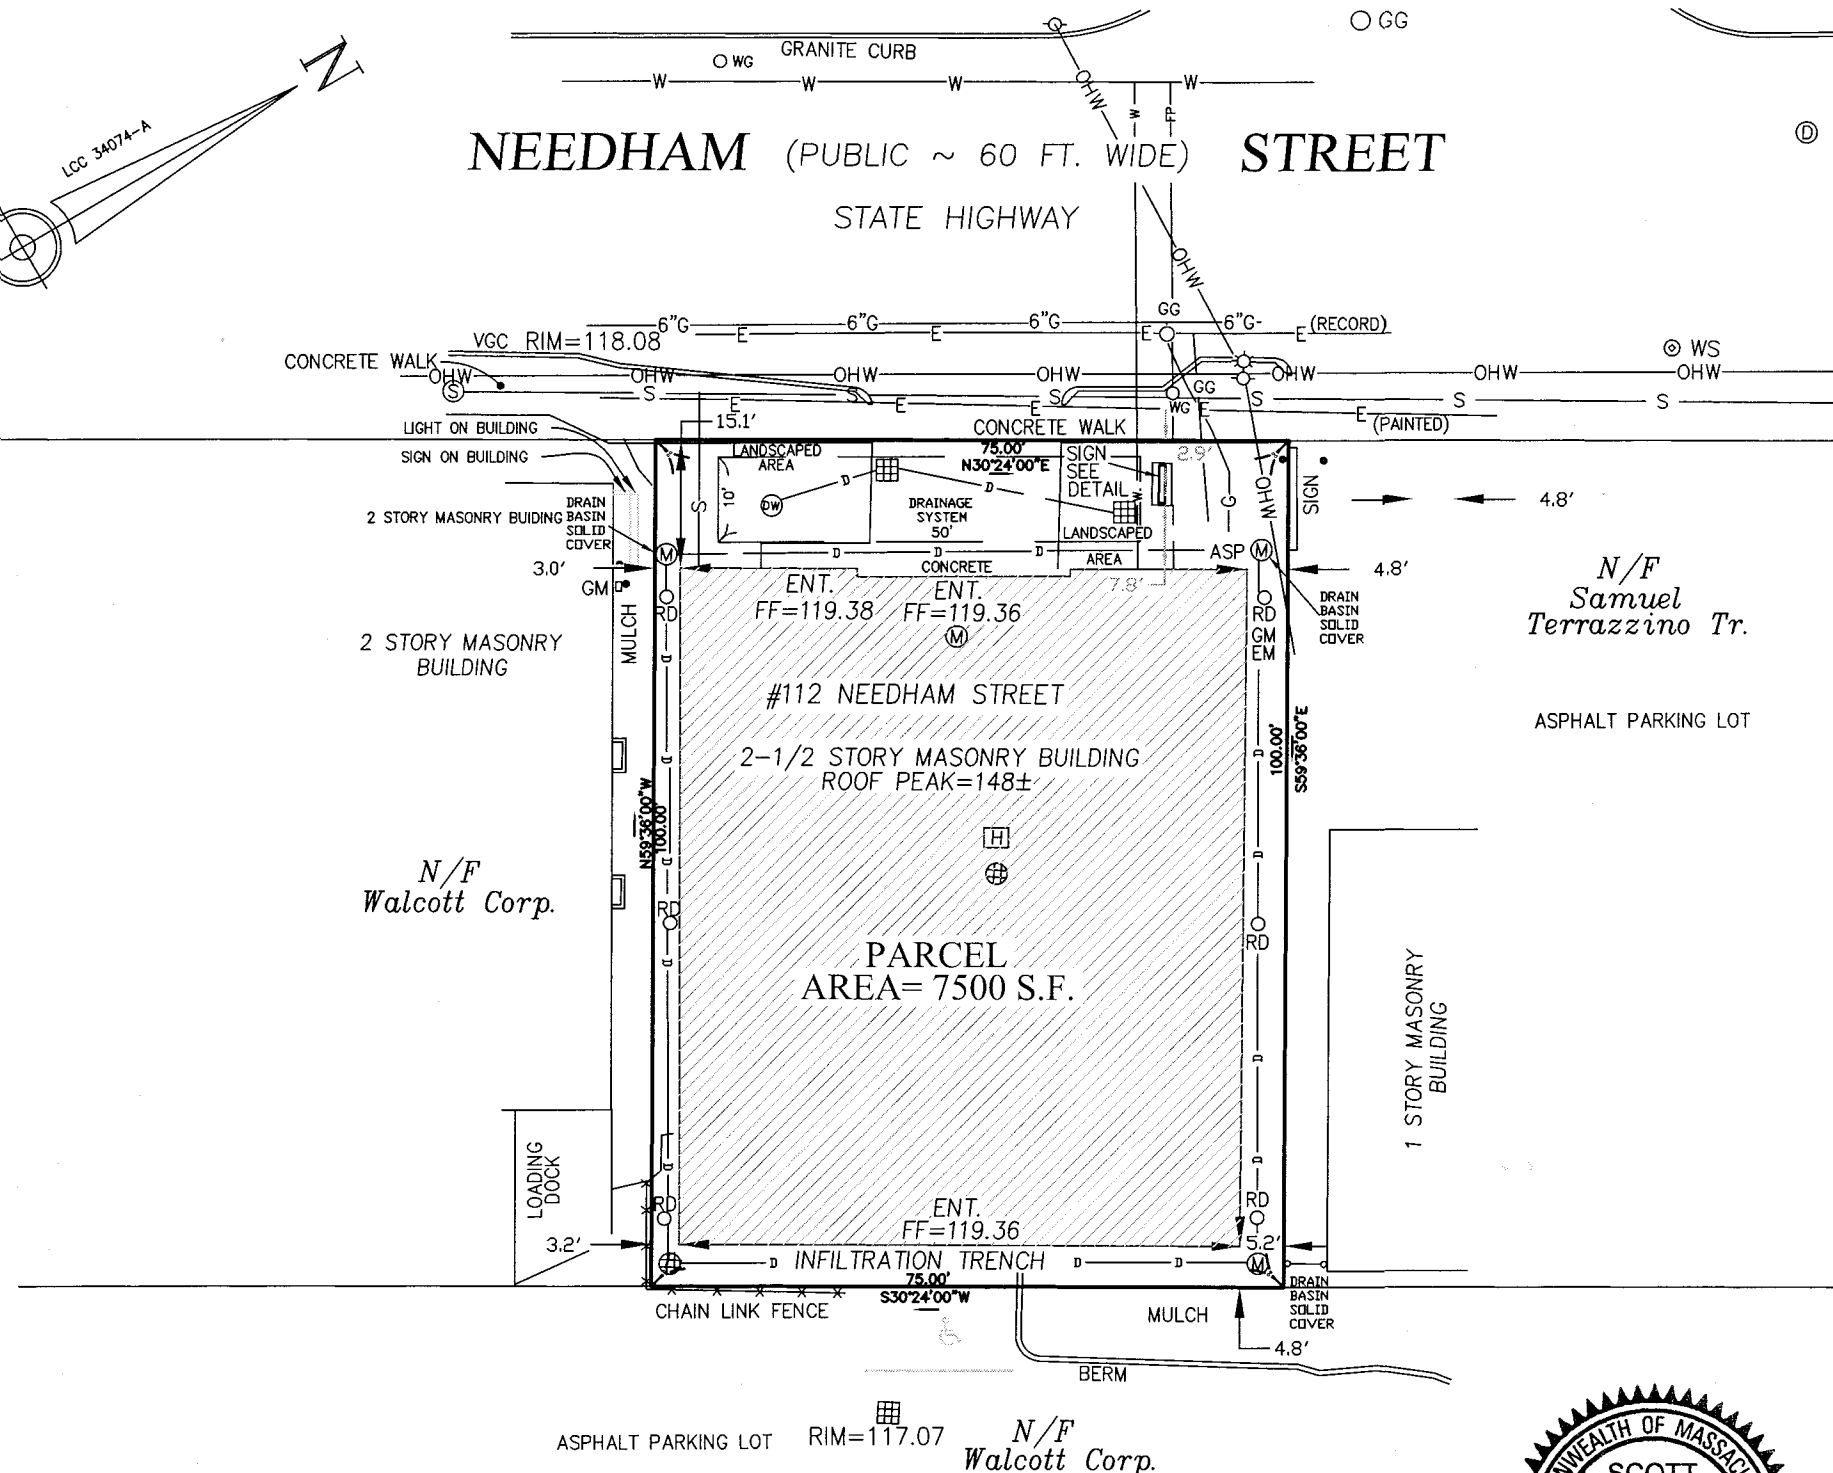 GG
GRANITE CURB
WG
W W W W
OHW
W
FP
N
LCC 34074-A
D
NEEDHAM (PUBLIC ~ 60 FT. WIDE) STREET
STATE HIGHWAY
OHW
GG
6"G 6"G 6"G 6"G
E E E E (RECORD)
VGC RIM=118.08
CONCRETE WALK
WS
OHW OHW OHW OHW OHW OHW OHW
GG
S S S S S S S
WG
E E E E E (PAINTED)
15.1'
CONCRETE WALK
LIGHT ON BUILDING
SIGN ON BUILDING
LANDSCAPED
AREA
75.00'
N30°24'00"E
SIGN
SEE
DETAIL
2.9'
10'
S
DW
D
D
DRAINAGE
SYSTEM
50'
W
G
OHW
SIGN
4.8'
LANDSCAPED
AREA
DRAIN
BASIN
SOLID
COVER
2 STORY MASONRY BUIDING
M
D D D
ASP M
CONCRETE
3.0'
7.8'
4.8'
GM
MULCH
RD
ENT.
FF=119.38
ENT.
FF=119.36
M
RD
GM
EM
DRAIN
BASIN
SOLID
COVER
N/F
Samuel
Terrazzino Tr.
2 STORY MASONRY
BUILDING
#112 NEEDHAM STREET
ASPHALT PARKING LOT
2-1/2 STORY MASONRY BUILDING
ROOF PEAK=148±
100.00'
S59°36'00"E
N59°36'00"W
100.00'
H
D D D D D
D D D D D
N/F
Walcott Corp.
RD
RD
PARCEL
AREA= 7500 S.F.
1 STORY MASONRY
BUILDING
LOADING
DOCK
RD
RD
ENT.
FF=119.36
3.2'
5.2'
D INFILTRATION TRENCH D D
M
75.00'
S30°24'00"W
DRAIN
BASIN
SOLID
COVER
CHAIN LINK FENCE
MULCH
4.8'
BERM
ASPHALT PARKING LOT
RIM=117.07
N/F
Walcott Corp.
NWEALTH OF MASSAC
SCOTT